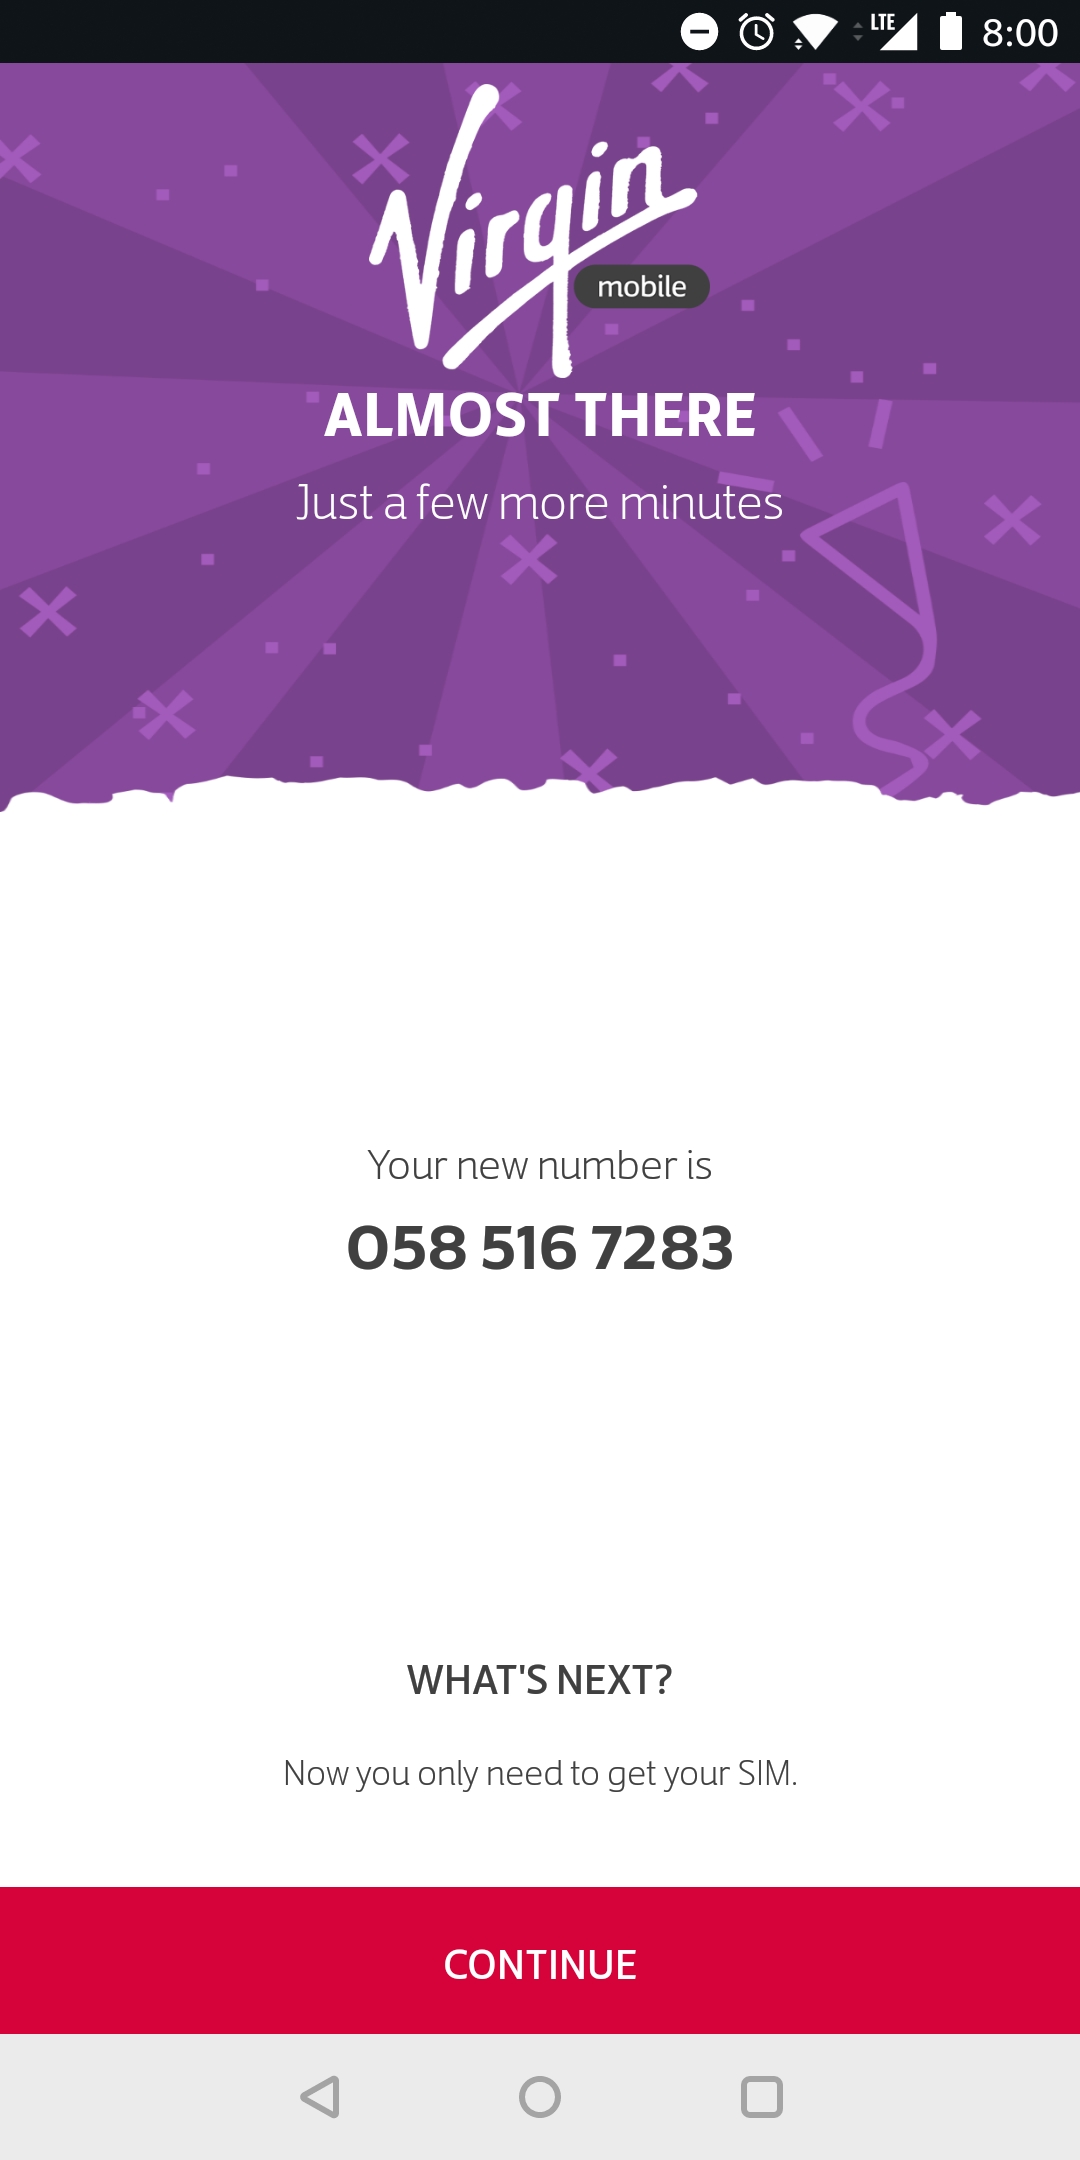 LTE 8:00
Virgin
mobile
ALMOST THERE
Just a few more minutes
Your new number is
058 516 7283
WHAT'S NEXT?
Now you only need to get your SIM.
CONTINUE